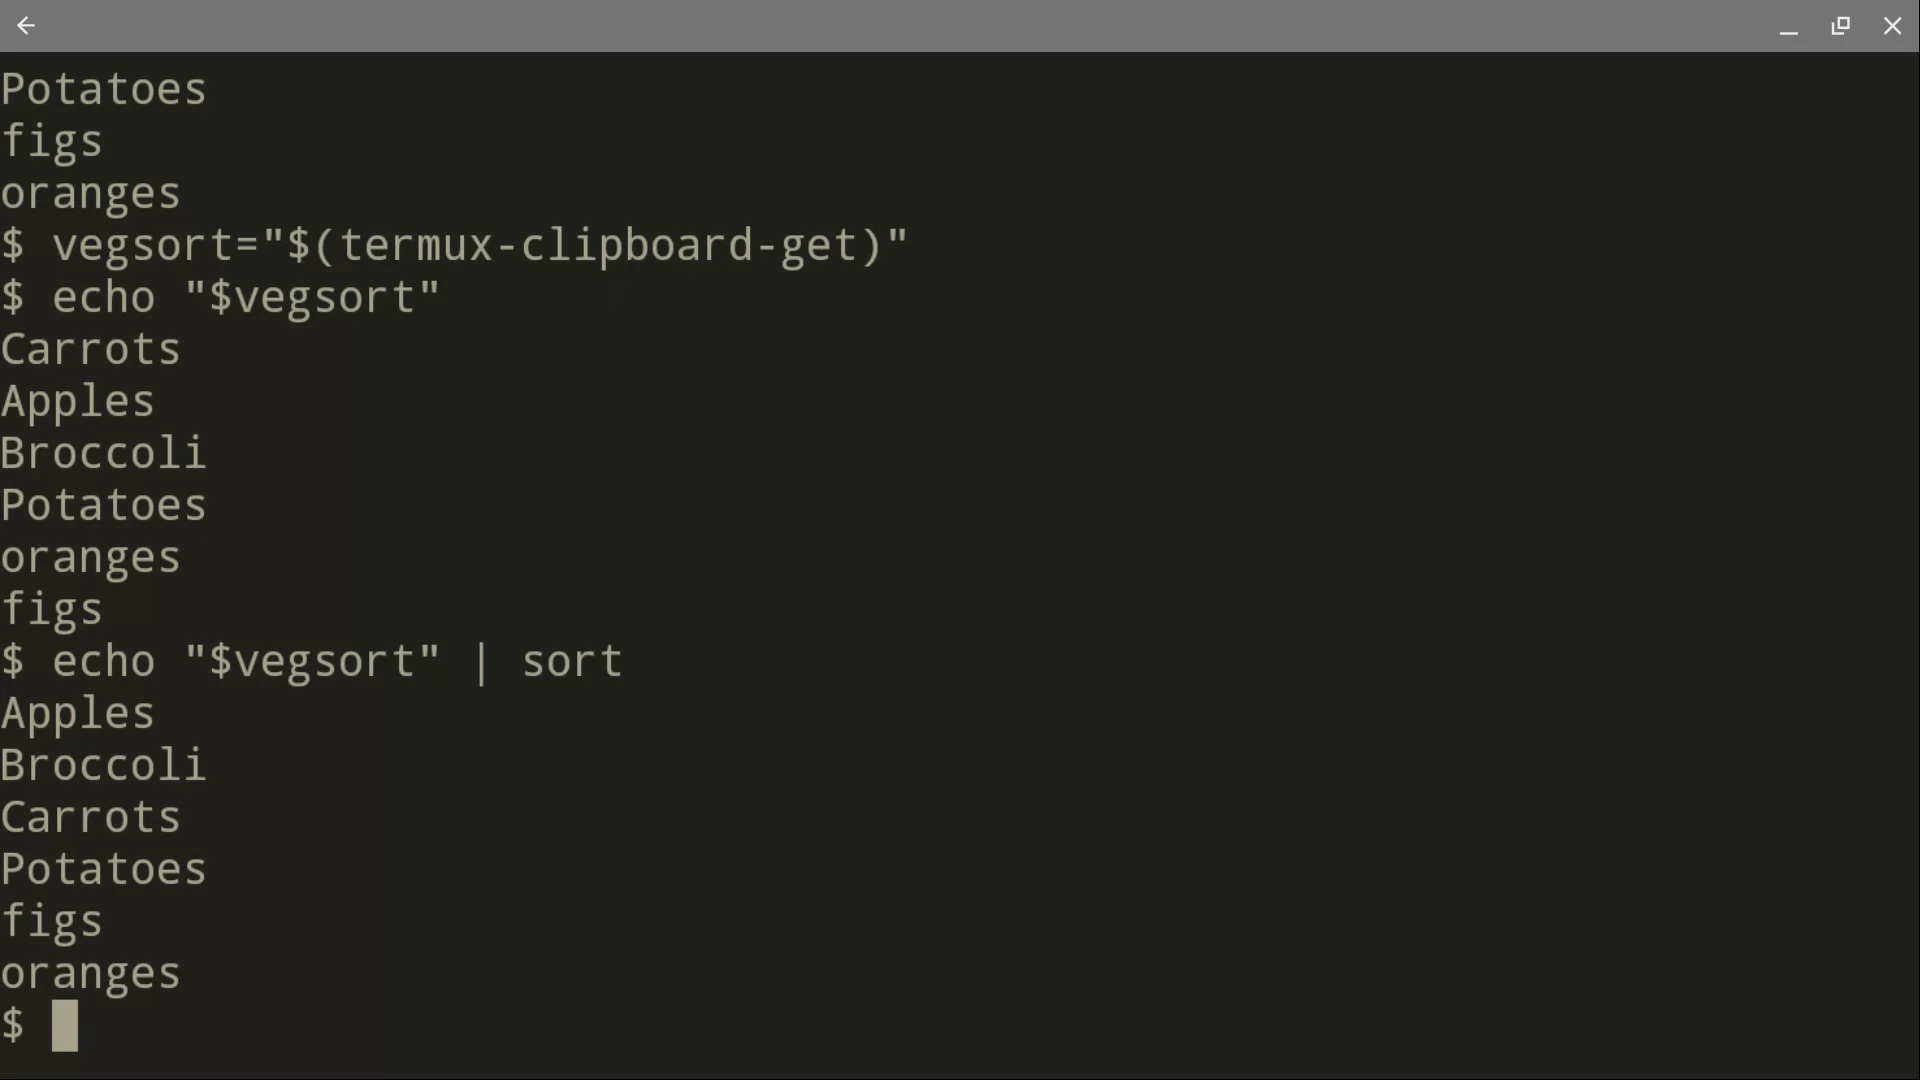 Potatoes
figs
oranges
$ vegsort="$(termux-clipboard-get)"
$ echo "$vegsort"
Carrots
Apples
Broccoli
Potatoes
oranges
figs
$ echo "$vegsort" | sort
Apples
Broccoli
Carrots
Potatoes
figs
oranges
$